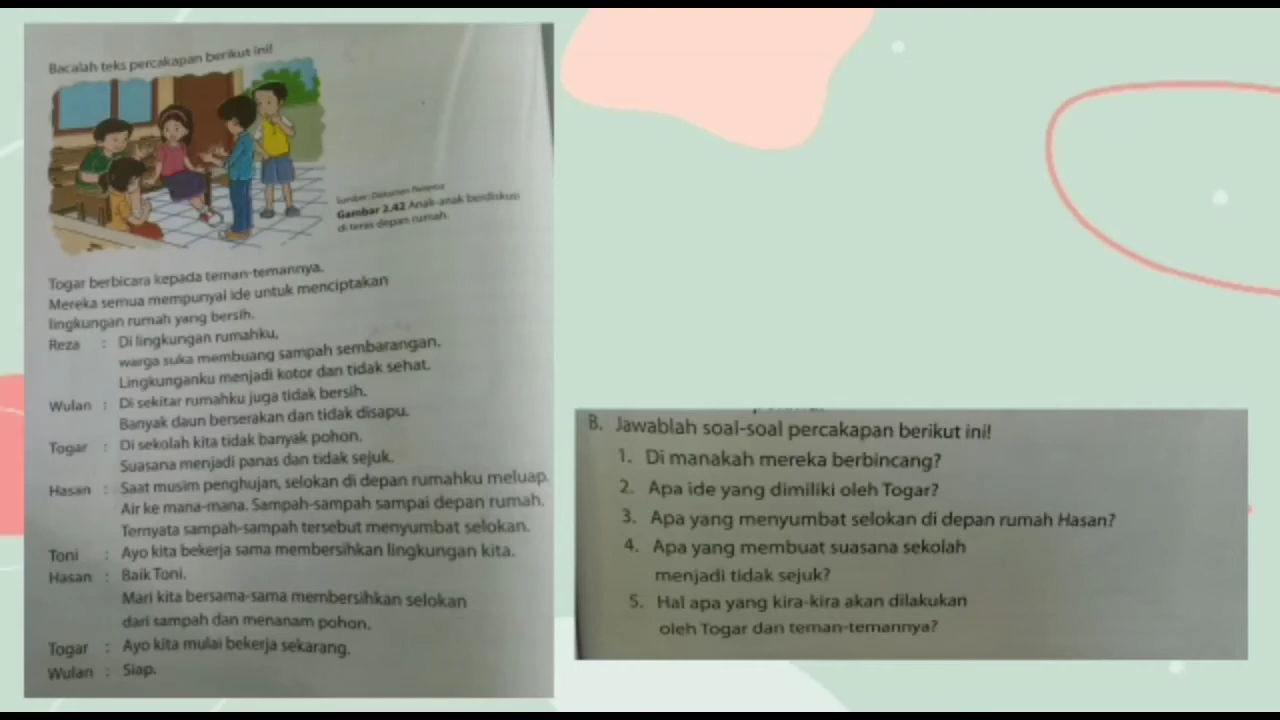 Bacalah teks percakapan berikut ini!
Sumber: Dokumen Penerbit
Gambar 2.42 Anak-anak berdiskusi
di teras depan rumah.
Togar berbicara kepada teman-temannya.
Mereka semua mempunyai ide untuk menciptakan
lingkungan rumah yang bersih.
Reza : Di lingkungan rumahku,
warga suka membuang sampah sembarangan.
Lingkunganku menjadi kotor dan tidak sehat.
Wulan : Di sekitar rumahku juga tidak bersih.
Banyak daun berserakan dan tidak disapu.
Togar : Di sekolah kita tidak banyak pohon.
Suasana menjadi panas dan tidak sejuk.
Hasan : Saat musim penghujan, selokan di depan rumahku meluap.
Air ke mana-mana. Sampah-sampah sampai depan rumah.
Ternyata sampah-sampah tersebut menyumbat selokan.
Toni : Ayo kita bekerja sama membersihkan lingkungan kita.
Hasan : Baik Toni.
Mari kita bersama-sama membersihkan selokan
dari sampah dan menanam pohon.
Togar : Ayo kita mulai bekerja sekarang.
Wulan : Siap.
B. Jawablah soal-soal percakapan berikut ini!
1. Di manakah mereka berbincang?
2. Apa ide yang dimiliki oleh Togar?
3. Apa yang menyumbat selokan di depan rumah Hasan?
4. Apa yang membuat suasana sekolah
menjadi tidak sejuk?
5. Hal apa yang kira-kira akan dilakukan
oleh Togar dan teman-temannya?